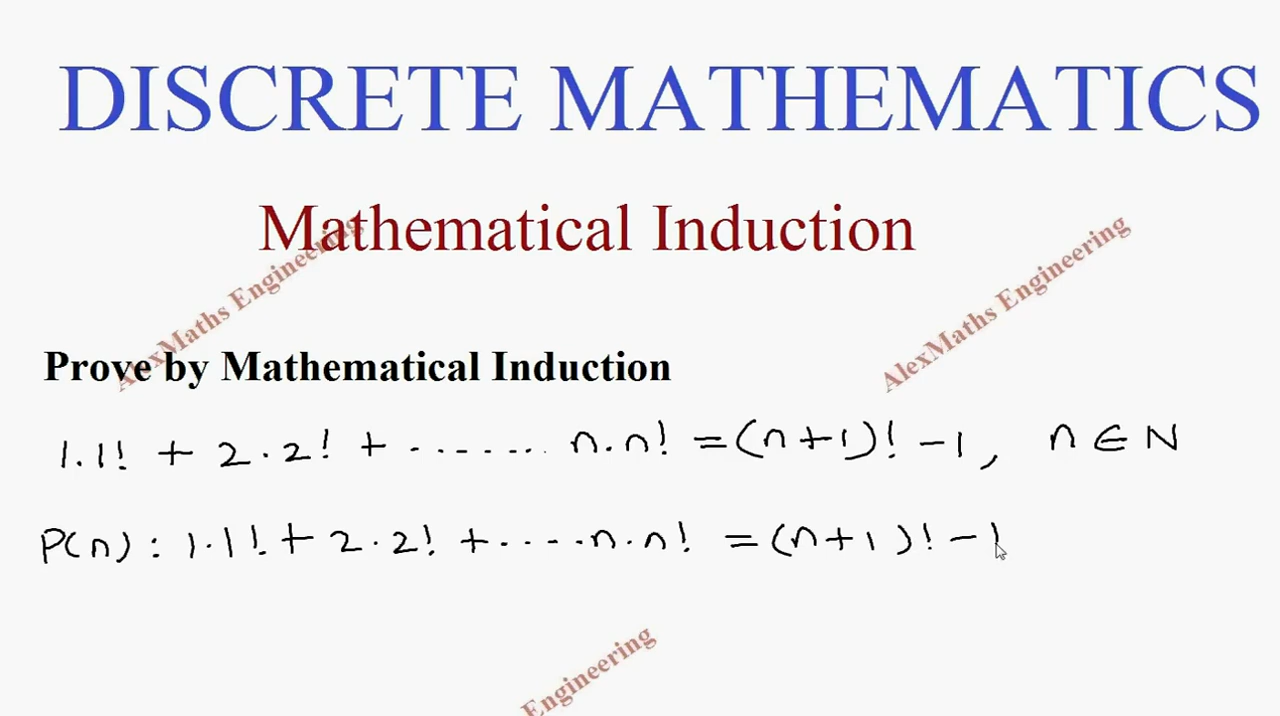 DISCRETE MATHEMATICS
Mathematical Induction
AlexMaths Engineering
AlexMaths Engineering
Prove by Mathematical Induction
1.1! + 2.2! + ....... n.n! = (n+1)! -1, n ∈ N
P(n) : 1.1! + 2.2! + .....n.n! = (n+1)! -1
Engineering